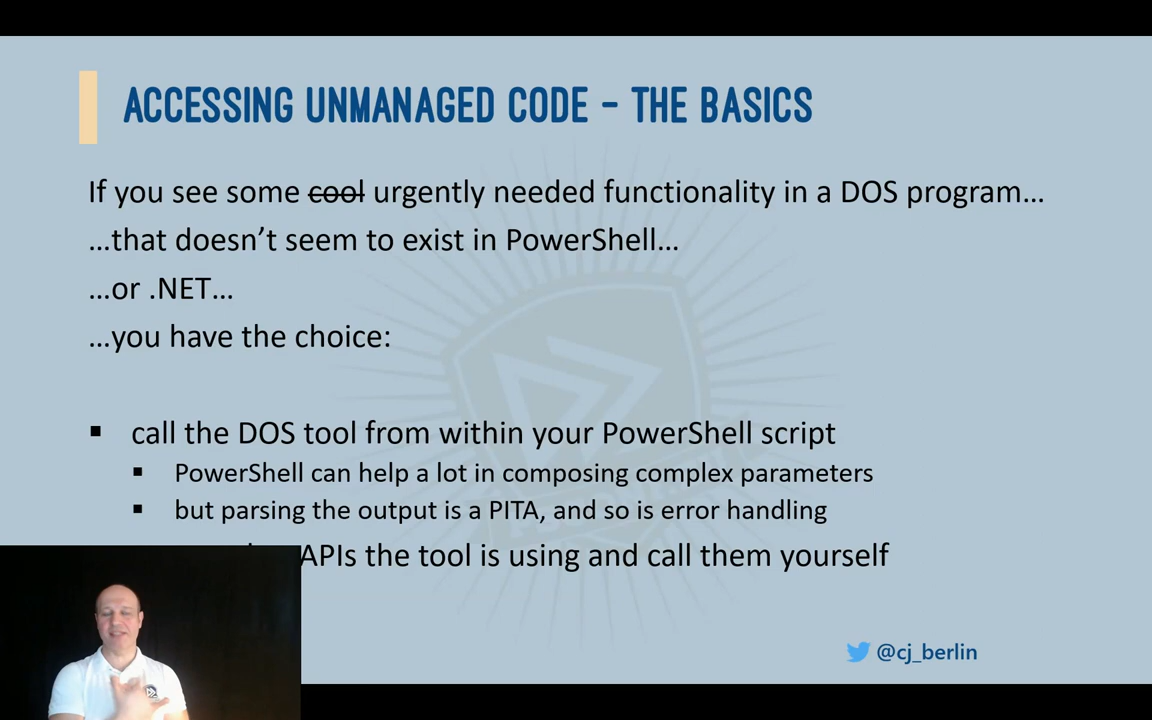 ACCESSING UNMANAGED CODE - THE BASICS
If you see some cool urgently needed functionality in a DOS program...
...that doesn't seem to exist in PowerShell...
...or .NET...
...you have the choice:
▪ call the DOS tool from within your PowerShell script
▪ PowerShell can help a lot in composing complex parameters
▪ but parsing the output is a PITA, and so is error handling
APIs the tool is using and call them yourself
@cj_berlin